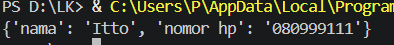 PS D:\LK> & C:\Users\P\AppData\Local\Program
{'nama': 'Itto', 'nomor hp': '080999111'}